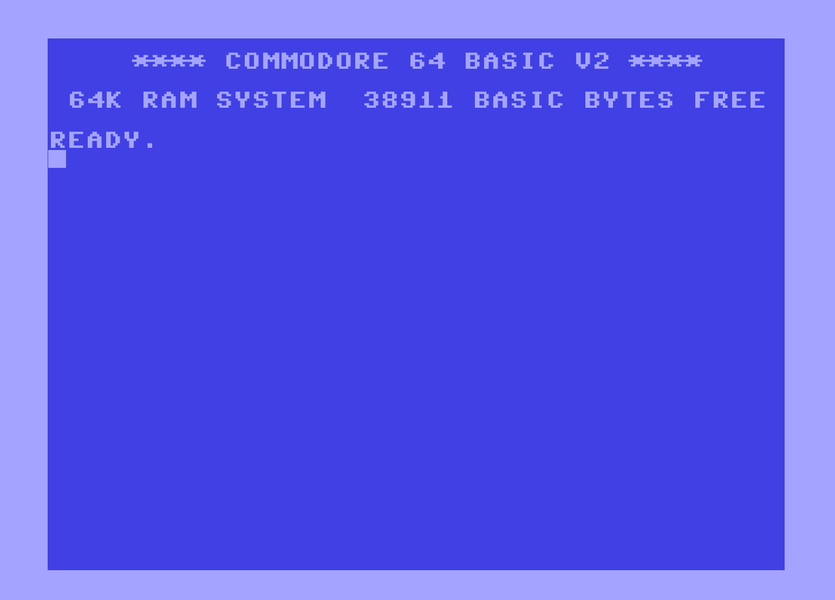 **** COMMODORE 64 BASIC V2 ****
64K RAM SYSTEM  38911 BASIC BYTES FREE
READY.